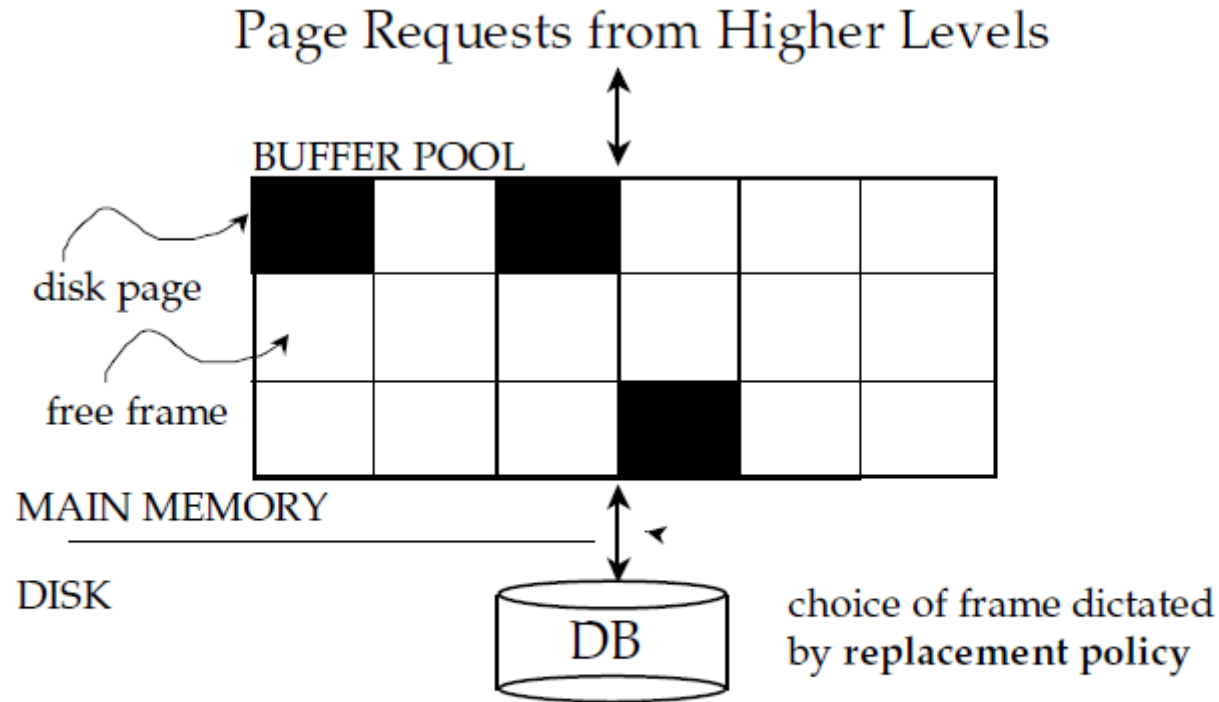 Page Requests from Higher Levels
BUFFER POOL
disk page
free frame
MAIN MEMORY
DISK
DB
choice of frame dictated
by replacement policy